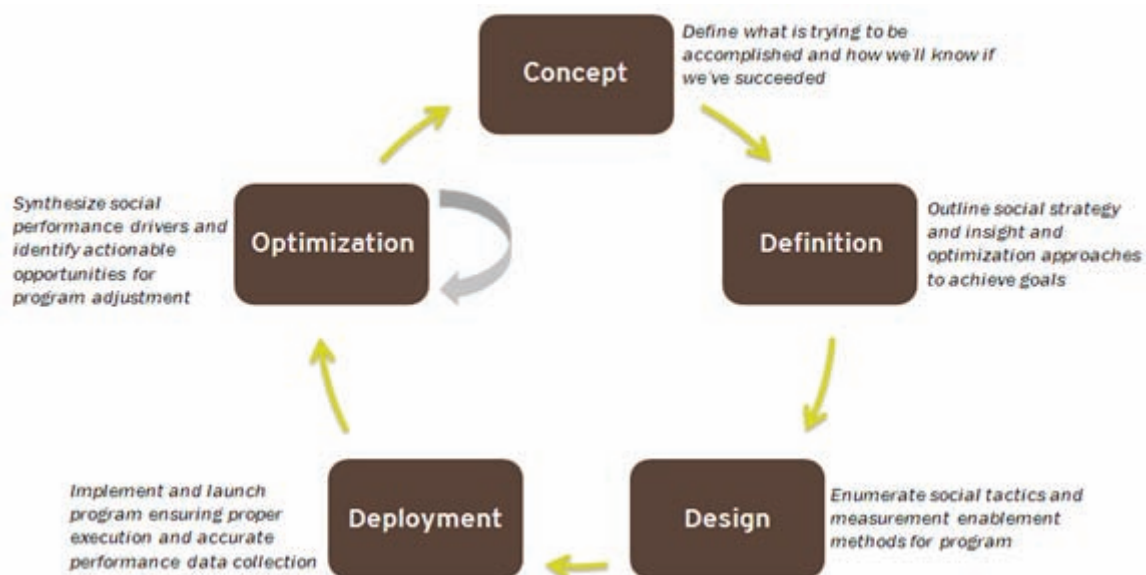 Concept
Define what is trying to be
accomplished and how we'll know if
we've succeeded
Definition
Outline social strategy
and insight and
optimization approaches
to achieve goals
Design
Enumerate social tactics and
measurement enablement
methods for program
Deployment
Implement and launch
program ensuring proper
execution and accurate
performance data collection
Optimization
Synthesize social
performance drivers and
identify actionable
opportunities for
program adjustment